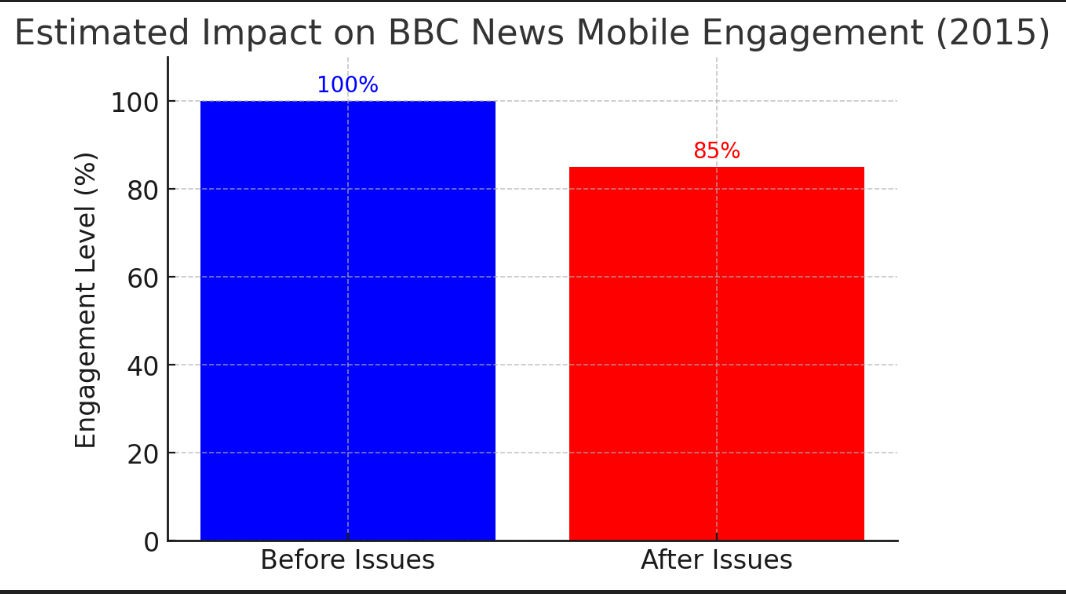 Estimated Impact on BBC News Mobile Engagement (2015)
100%
85%
Engagement Level (%)
100
80
60
40
20
0
Before Issues
After Issues